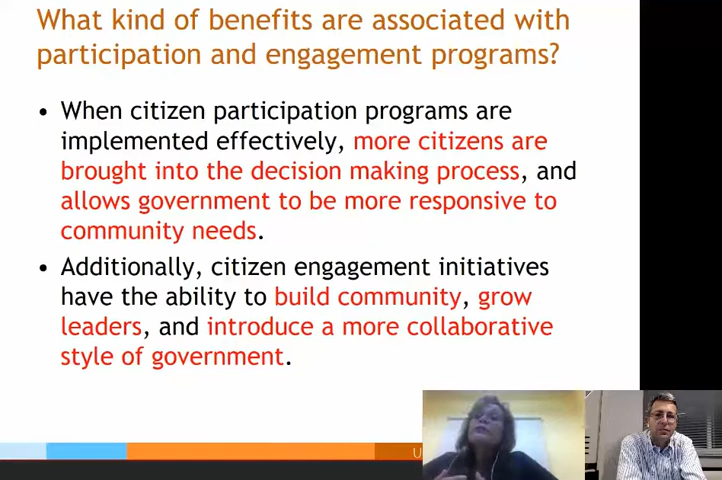 What kind of benefits are associated with
participation and engagement programs?
• When citizen participation programs are
implemented effectively, more citizens are
brought into the decision making process, and
allows government to be more responsive to
community needs.
• Additionally, citizen engagement initiatives
have the ability to build community, grow
leaders, and introduce a more collaborative
style of government.